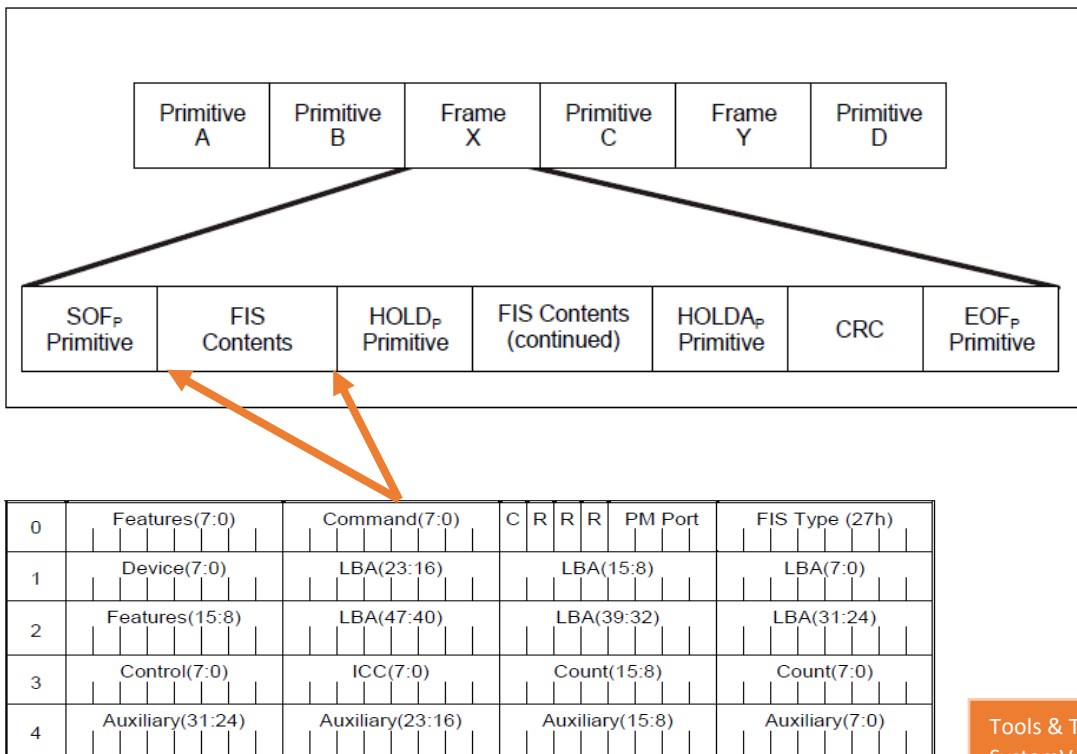 Primitive A
Primitive B
Frame X
Primitive C
Frame Y
Primitive D
SOFP Primitive
FIS Contents
HOLDP Primitive
FIS Contents (continued)
HOLDAP Primitive
CRC
EOFP Primitive
0 Features(7:0) Command(7:0) C R R R PM Port FIS Type (27h)
1 Device(7:0) LBA(23:16) LBA(15:8) LBA(7:0)
2 Features(15:8) LBA(47:40) LBA(39:32) LBA(31:24)
3 Control(7:0) ICC(7:0) Count(15:8) Count(7:0)
4 Auxiliary(31:24) Auxiliary(23:16) Auxiliary(15:8) Auxiliary(7:0)
Tools & T